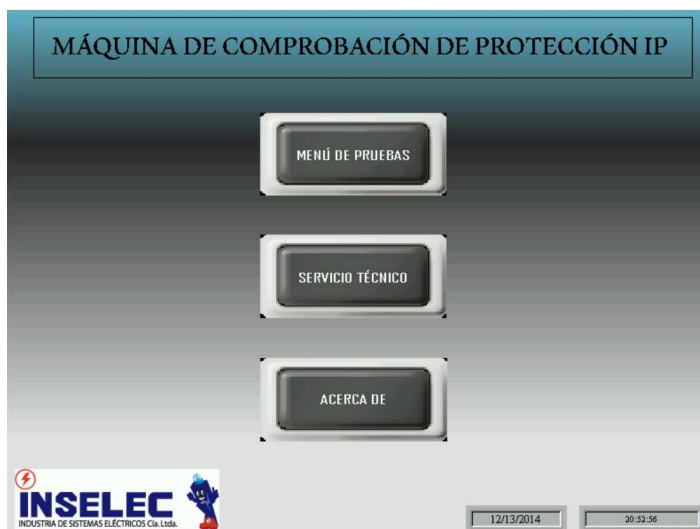 MÁQUINA DE COMPROBACIÓN DE PROTECCIÓN IP
MENÚ DE PRUEBAS
SERVICIO TÉCNICO
ACERCA DE
INSELEC
INDUSTRIA DE SISTEMAS ELÉCTRICOS Cía. Ltda.
12/13/2014
20:52:56